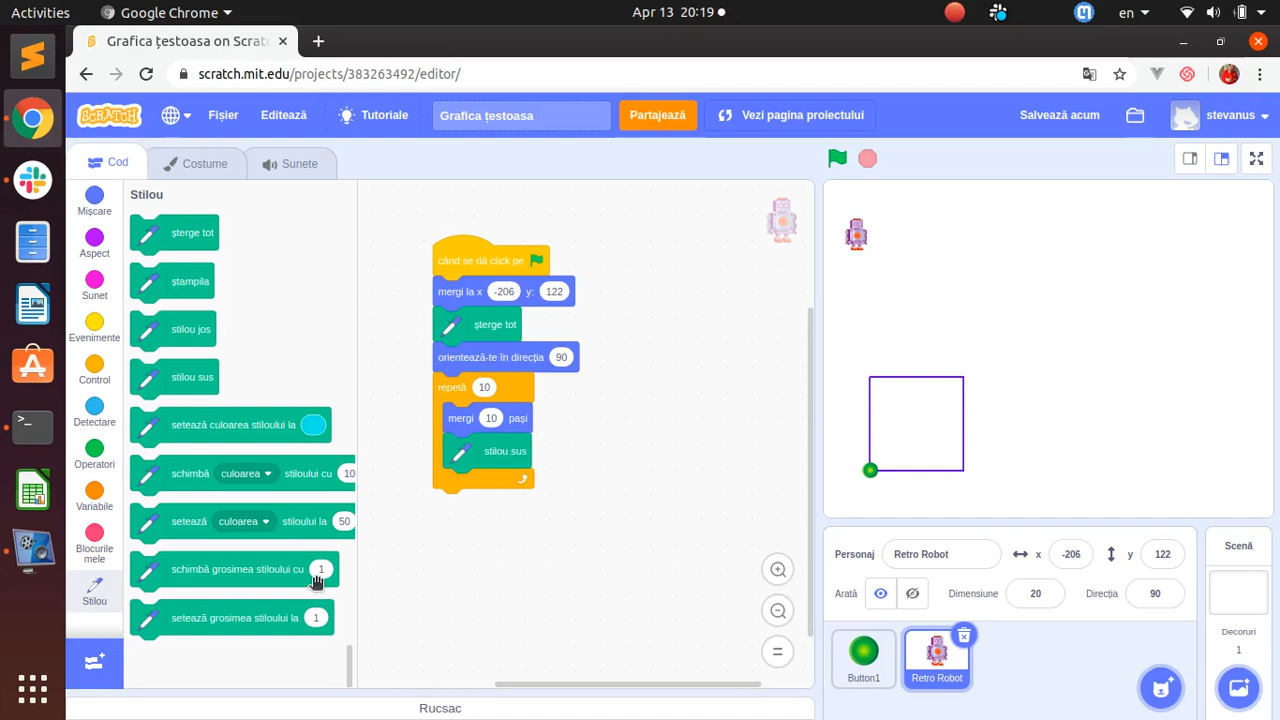 Activities
Google Chrome
Apr 13 20:19
en
Grafica țestoasa on Scratc
scratch.mit.edu/projects/383263492/editor/
SCRATCH
Fișier
Editează
Tutoriale
Grafica țestoasa
Partajează
Vezi pagina proiectului
Salvează acum
stevanus
Cod
Costume
Sunete
Mișcare
Aspect
Sunet
Evenimente
Control
Detectare
Operatori
Variabile
Blocurile mele
Stilou
Stilou
șterge tot
ștampila
stilou jos
stilou sus
setează culoarea stiloului la
schimbă culoarea stiloului cu 10
setează culoarea stiloului la 50
schimbă grosimea stiloului cu 1
setează grosimea stiloului la 1
când se dă click pe
mergi la x -206 y: 122
șterge tot
orientează-te în direcția 90
repetă 10
mergi 10 pași
stilou sus
Rucsac
Personaj Retro Robot x -206 y 122
Arată Dimensiune 20 Direcția 90
Button1
Retro Robot
Scenă
Decoruri
1